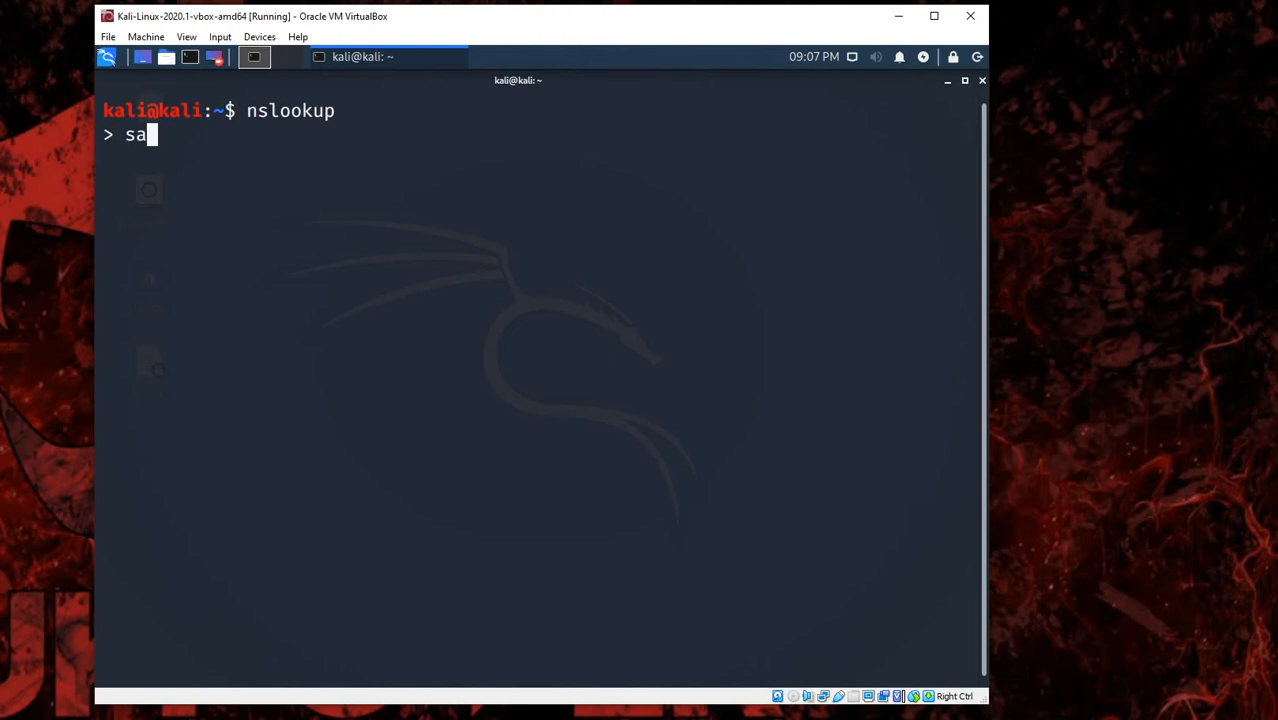 Kali-Linux-2020.1-vbox-amd64 [Running] - Oracle VM VirtualBox
File Machine View Input Devices Help
kali@kali: ~ 09:07 PM
kali@kali: ~
kali@kali:~$ nslookup
> sa
Right Ctrl